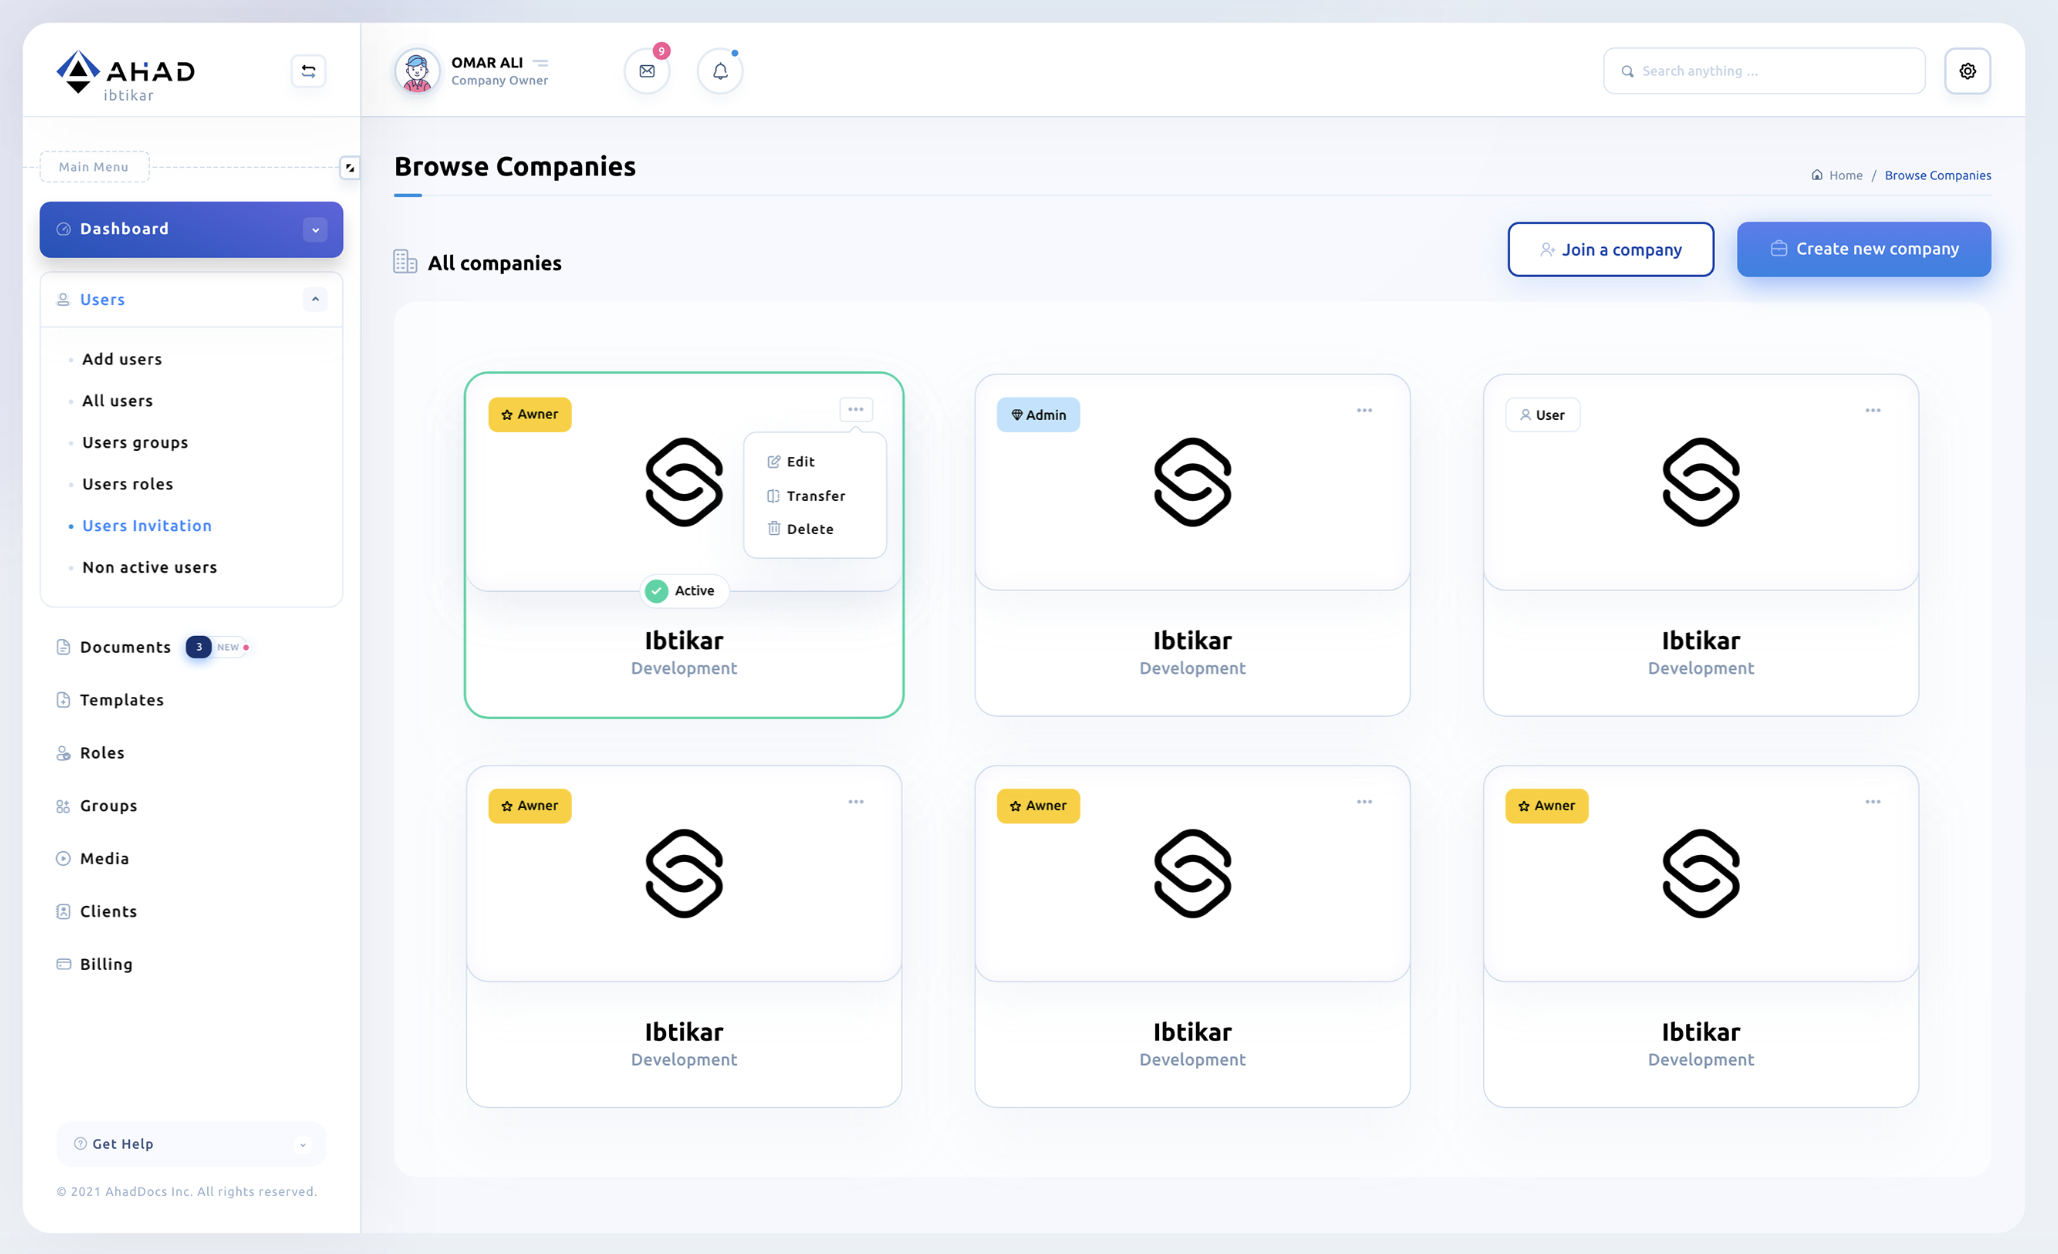 AHAD
ibtikar
OMAR ALI
Company Owner
9
Search anything ...
Main Menu
Dashboard
Users
Add users
All users
Users groups
Users roles
Users Invitation
Non active users
Documents 3 NEW
Templates
Roles
Groups
Media
Clients
Billing
Get Help
© 2021 AhadDocs Inc. All rights reserved.
Browse Companies
Home / Browse Companies
All companies
Join a company
Create new company
Awner
Edit
Transfer
Delete
Active
Ibtikar
Development
Admin
Ibtikar
Development
User
Ibtikar
Development
Awner
Ibtikar
Development
Awner
Ibtikar
Development
Awner
Ibtikar
Development